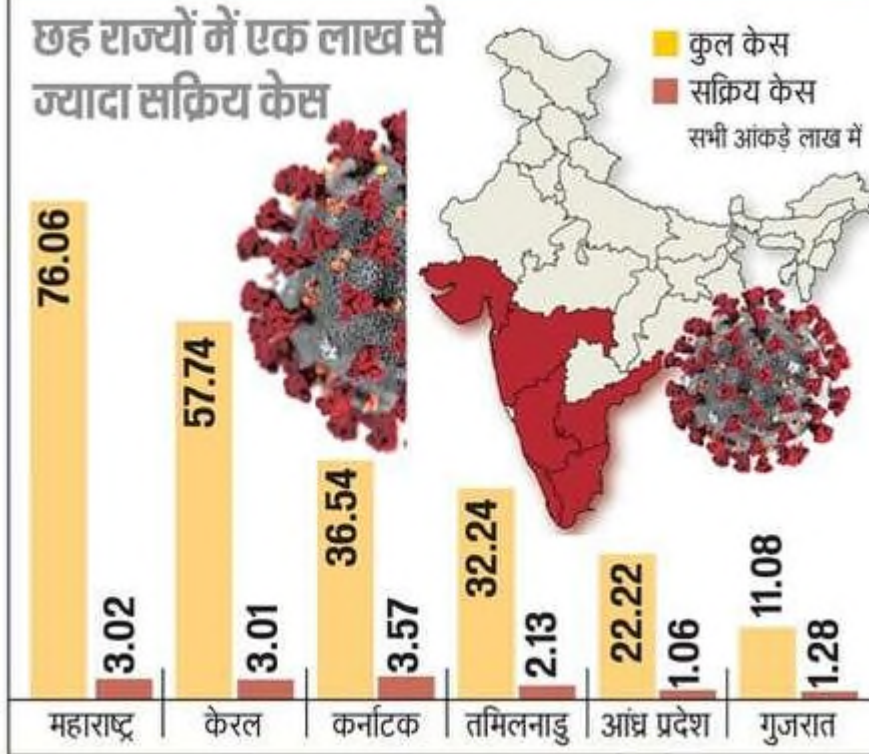 छह राज्यों में एक लाख से
ज्यादा सक्रिय केस
कुल केस
सक्रिय केस
सभी आंकड़े लाख में
76.06
3.02
57.74
3.01
36.54
3.57
32.24
2.13
22.22
1.06
11.08
1.28
महाराष्ट्र केरल कर्नाटक तमिलनाडु आंध्र प्रदेश गुजरात